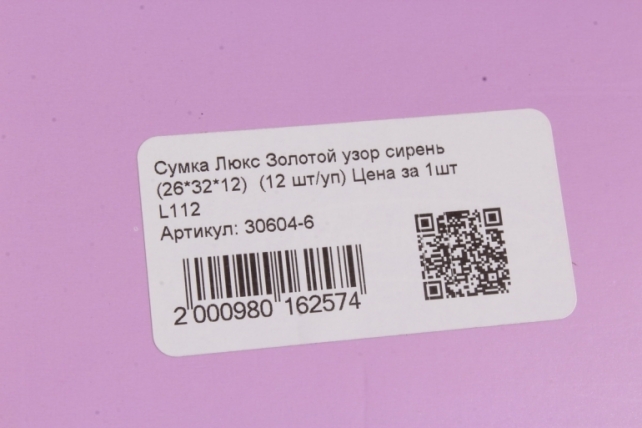 Сумка Люкс Золотой узор сирень
(26*32*12) (12 шт/уп) Цена за 1шт
L112
Артикул: 30604-6
2 000980 162574